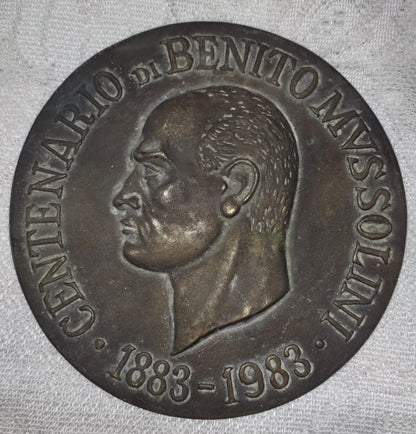 · CENTENARIO DI BENITO MVSSOLINI ·
1883=1983